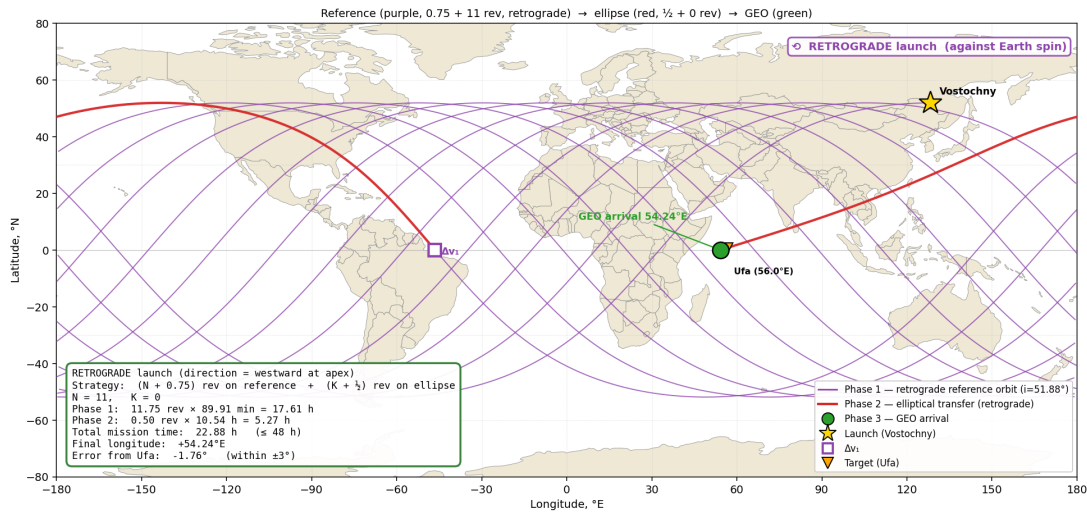 Reference (purple, 0.75 + 11 rev, retrograde) → ellipse (red, ½ + 0 rev) → GEO (green)
⟲ RETROGRADE launch (against Earth spin)
Vostochny
GEO arrival 54.24°E
Δv₁
Ufa (56.0°E)
80
60
40
20
0
−20
−40
−60
−80
Latitude, °N
RETROGRADE launch (direction = westward at apex)
Strategy: (N + 0.75) rev on reference + (K + ½) rev on ellipse
N = 11, K = 0
Phase 1: 11.75 rev × 89.91 min = 17.61 h
Phase 2: 0.50 rev × 10.54 h = 5.27 h
Total mission time: 22.88 h (≤ 48 h)
Final longitude: +54.24°E
Error from Ufa: -1.76° (within ±3°)
Phase 1 — retrograde reference orbit (i=51.88°)
Phase 2 — elliptical transfer (retrograde)
Phase 3 — GEO arrival
Launch (Vostochny)
Δv₁
Target (Ufa)
−180 −150 −120 −90 −60 −30 0 30 60 90 120 150 180
Longitude, °E